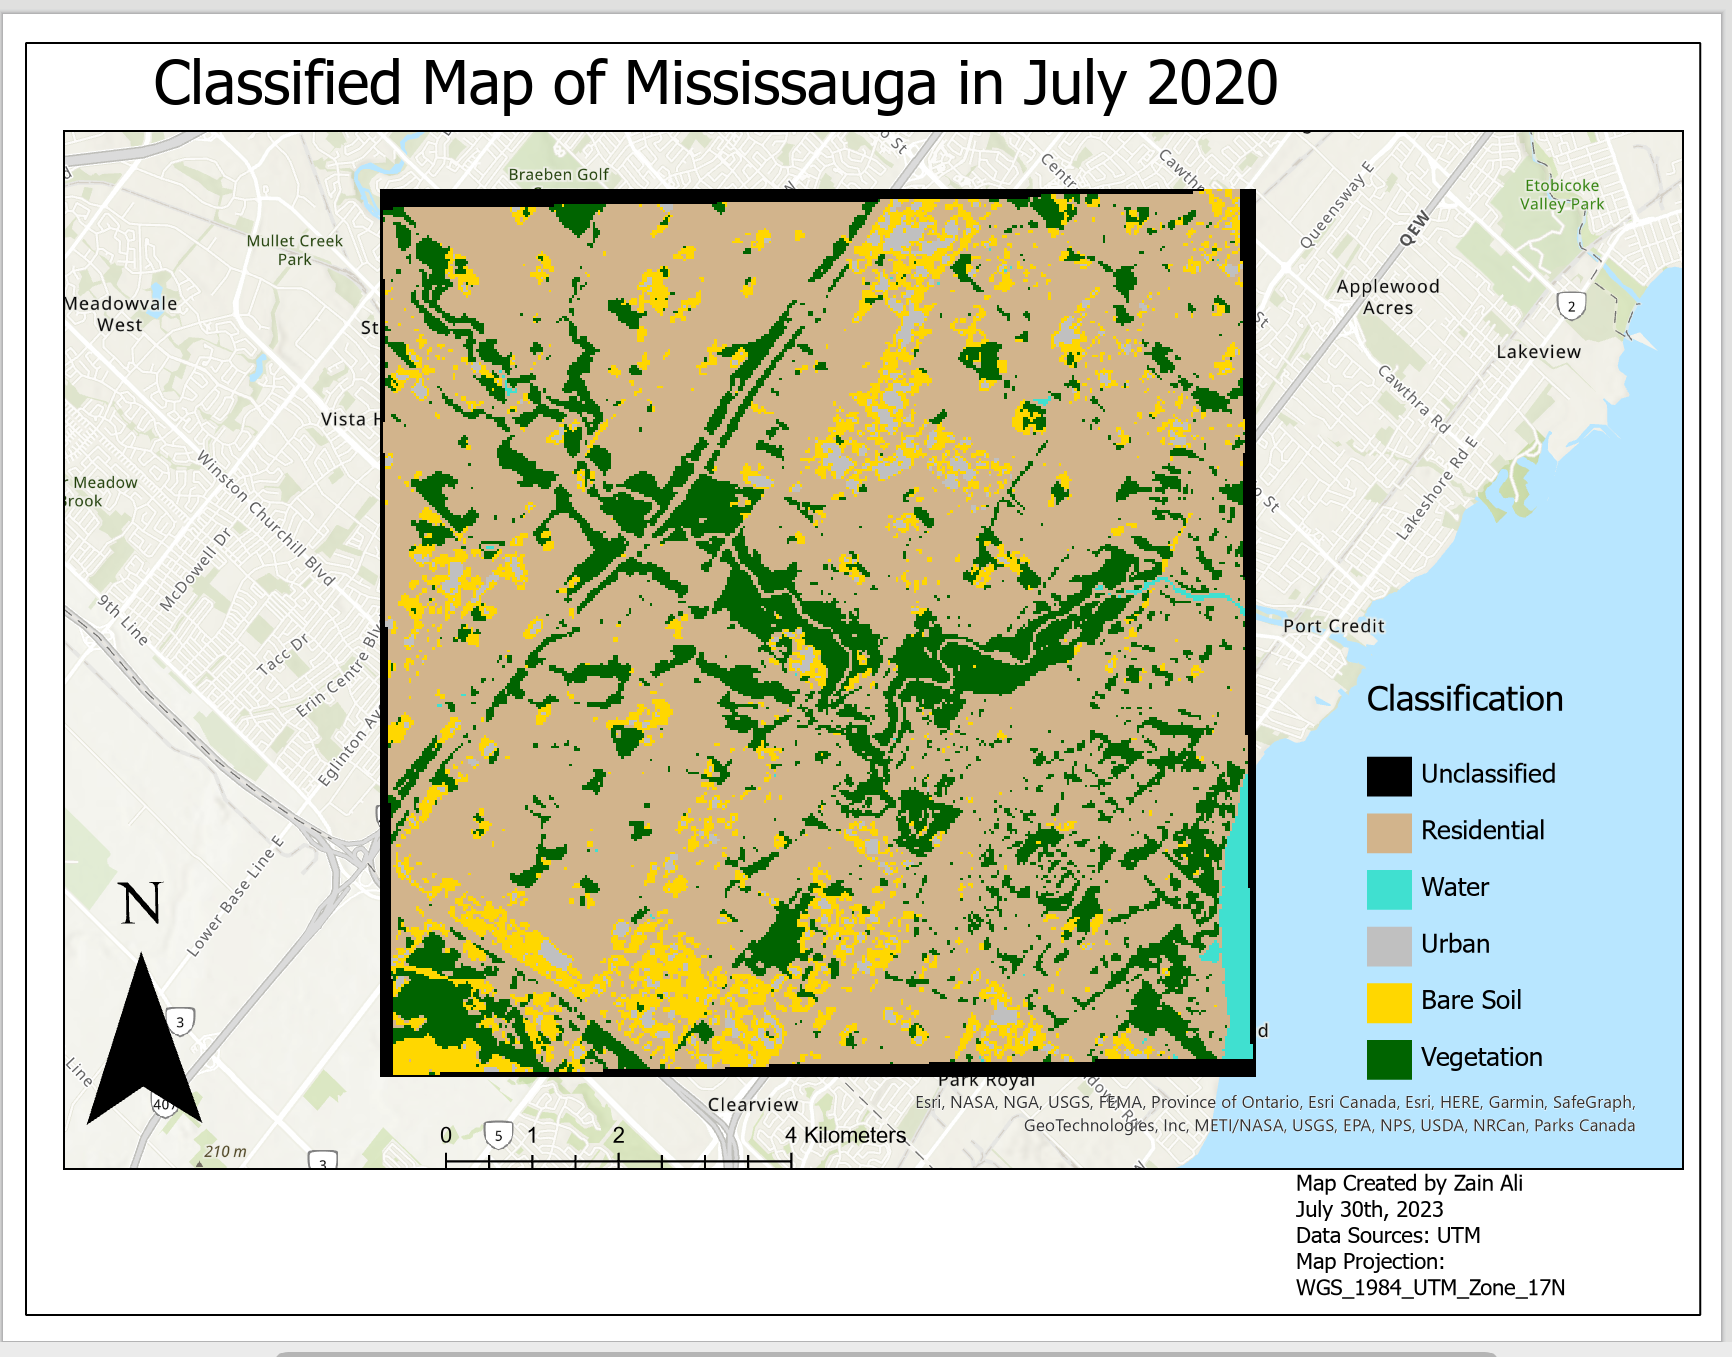 Classified Map of Mississauga in July 2020
Braeben Golf
Centr
Cawthr
Queensway E
QEW
Etobicoke
Valley Park
Mullet Creek
Park
Meadowvale
West
Applewood
Acres
2
Lakeview
St
Vista H
St
Cawthra Rd
Lakeshore Rd E
Winston Churchill Blvd
r Meadow
Brook
McDowell Dr
9th Line
Tacc Dr
Erin Centre Blv
Eglinton Ave
Port Credit
Lower Base Line E
N
3
407
Line
210 m
3
5
Clearview
Park Royal
d
Classification
Unclassified
Residential
Water
Urban
Bare Soil
Vegetation
0 1 2 4 Kilometers
Esri, NASA, NGA, USGS, FEMA, Province of Ontario, Esri Canada, Esri, HERE, Garmin, SafeGraph,
GeoTechnologies, Inc, METI/NASA, USGS, EPA, NPS, USDA, NRCan, Parks Canada
Map Created by Zain Ali
July 30th, 2023
Data Sources: UTM
Map Projection:
WGS_1984_UTM_Zone_17N